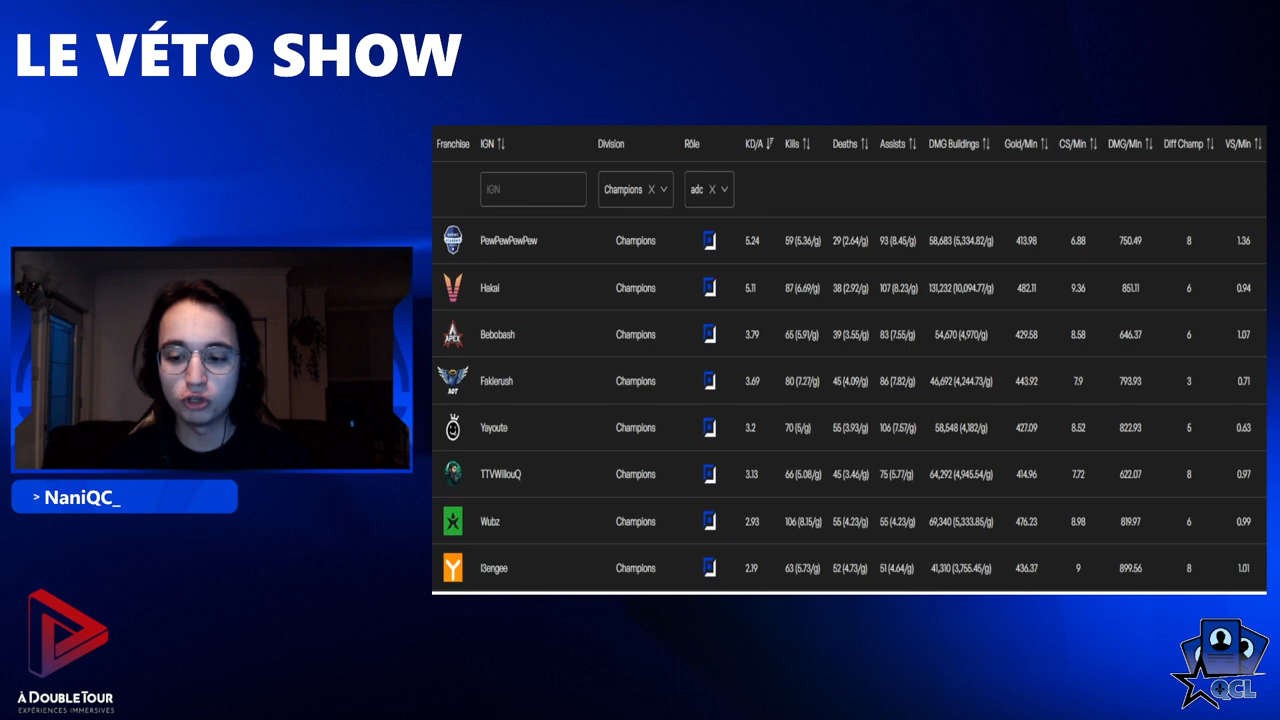 LE VÉTO SHOW
Franchise IGN Division Rôle KD/A Kills Deaths Assists DMG Buildings Gold/Min CS/Min DMG/Min Diff Champ VS/Min
IGN Champions X adc X
PewPewPewPew Champions 5.24 59 (5.36/g) 29 (2.64/g) 93 (8.45/g) 58,683 (5,334.82/g) 413.98 6.88 750.49 8 1.36
Hakai Champions 5.11 87 (6.69/g) 38 (2.92/g) 107 (8.23/g) 131,232 (10,094.77/g) 482.11 9.36 851.11 6 0.94
APEX Bebobash Champions 3.79 65 (5.91/g) 39 (3.55/g) 83 (7.55/g) 54,670 (4,970/g) 429.58 8.58 646.37 6 1.07
AOT Faklerush Champions 3.69 80 (7.27/g) 45 (4.09/g) 86 (7.82/g) 46,692 (4,244.73/g) 443.92 7.9 793.93 3 0.71
Yayoute Champions 3.2 70 (5/g) 55 (3.93/g) 106 (7.57/g) 58,548 (4,182/g) 427.09 8.52 822.93 5 0.63
TTVWillouQ Champions 3.13 66 (5.08/g) 45 (3.46/g) 75 (5.77/g) 64,292 (4,945.54/g) 414.96 7.72 622.07 8 0.97
Wubz Champions 2.93 106 (8.15/g) 55 (4.23/g) 55 (4.23/g) 69,340 (5,333.85/g) 476.23 8.98 819.97 6 0.99
Y l3engee Champions 2.19 63 (5.73/g) 52 (4.73/g) 51 (4.64/g) 41,310 (3,755.45/g) 436.37 9 899.56 8 1.01
> NaniQC_
À DOUBLE TOUR
EXPÉRIENCES IMMERSIVES
QCL